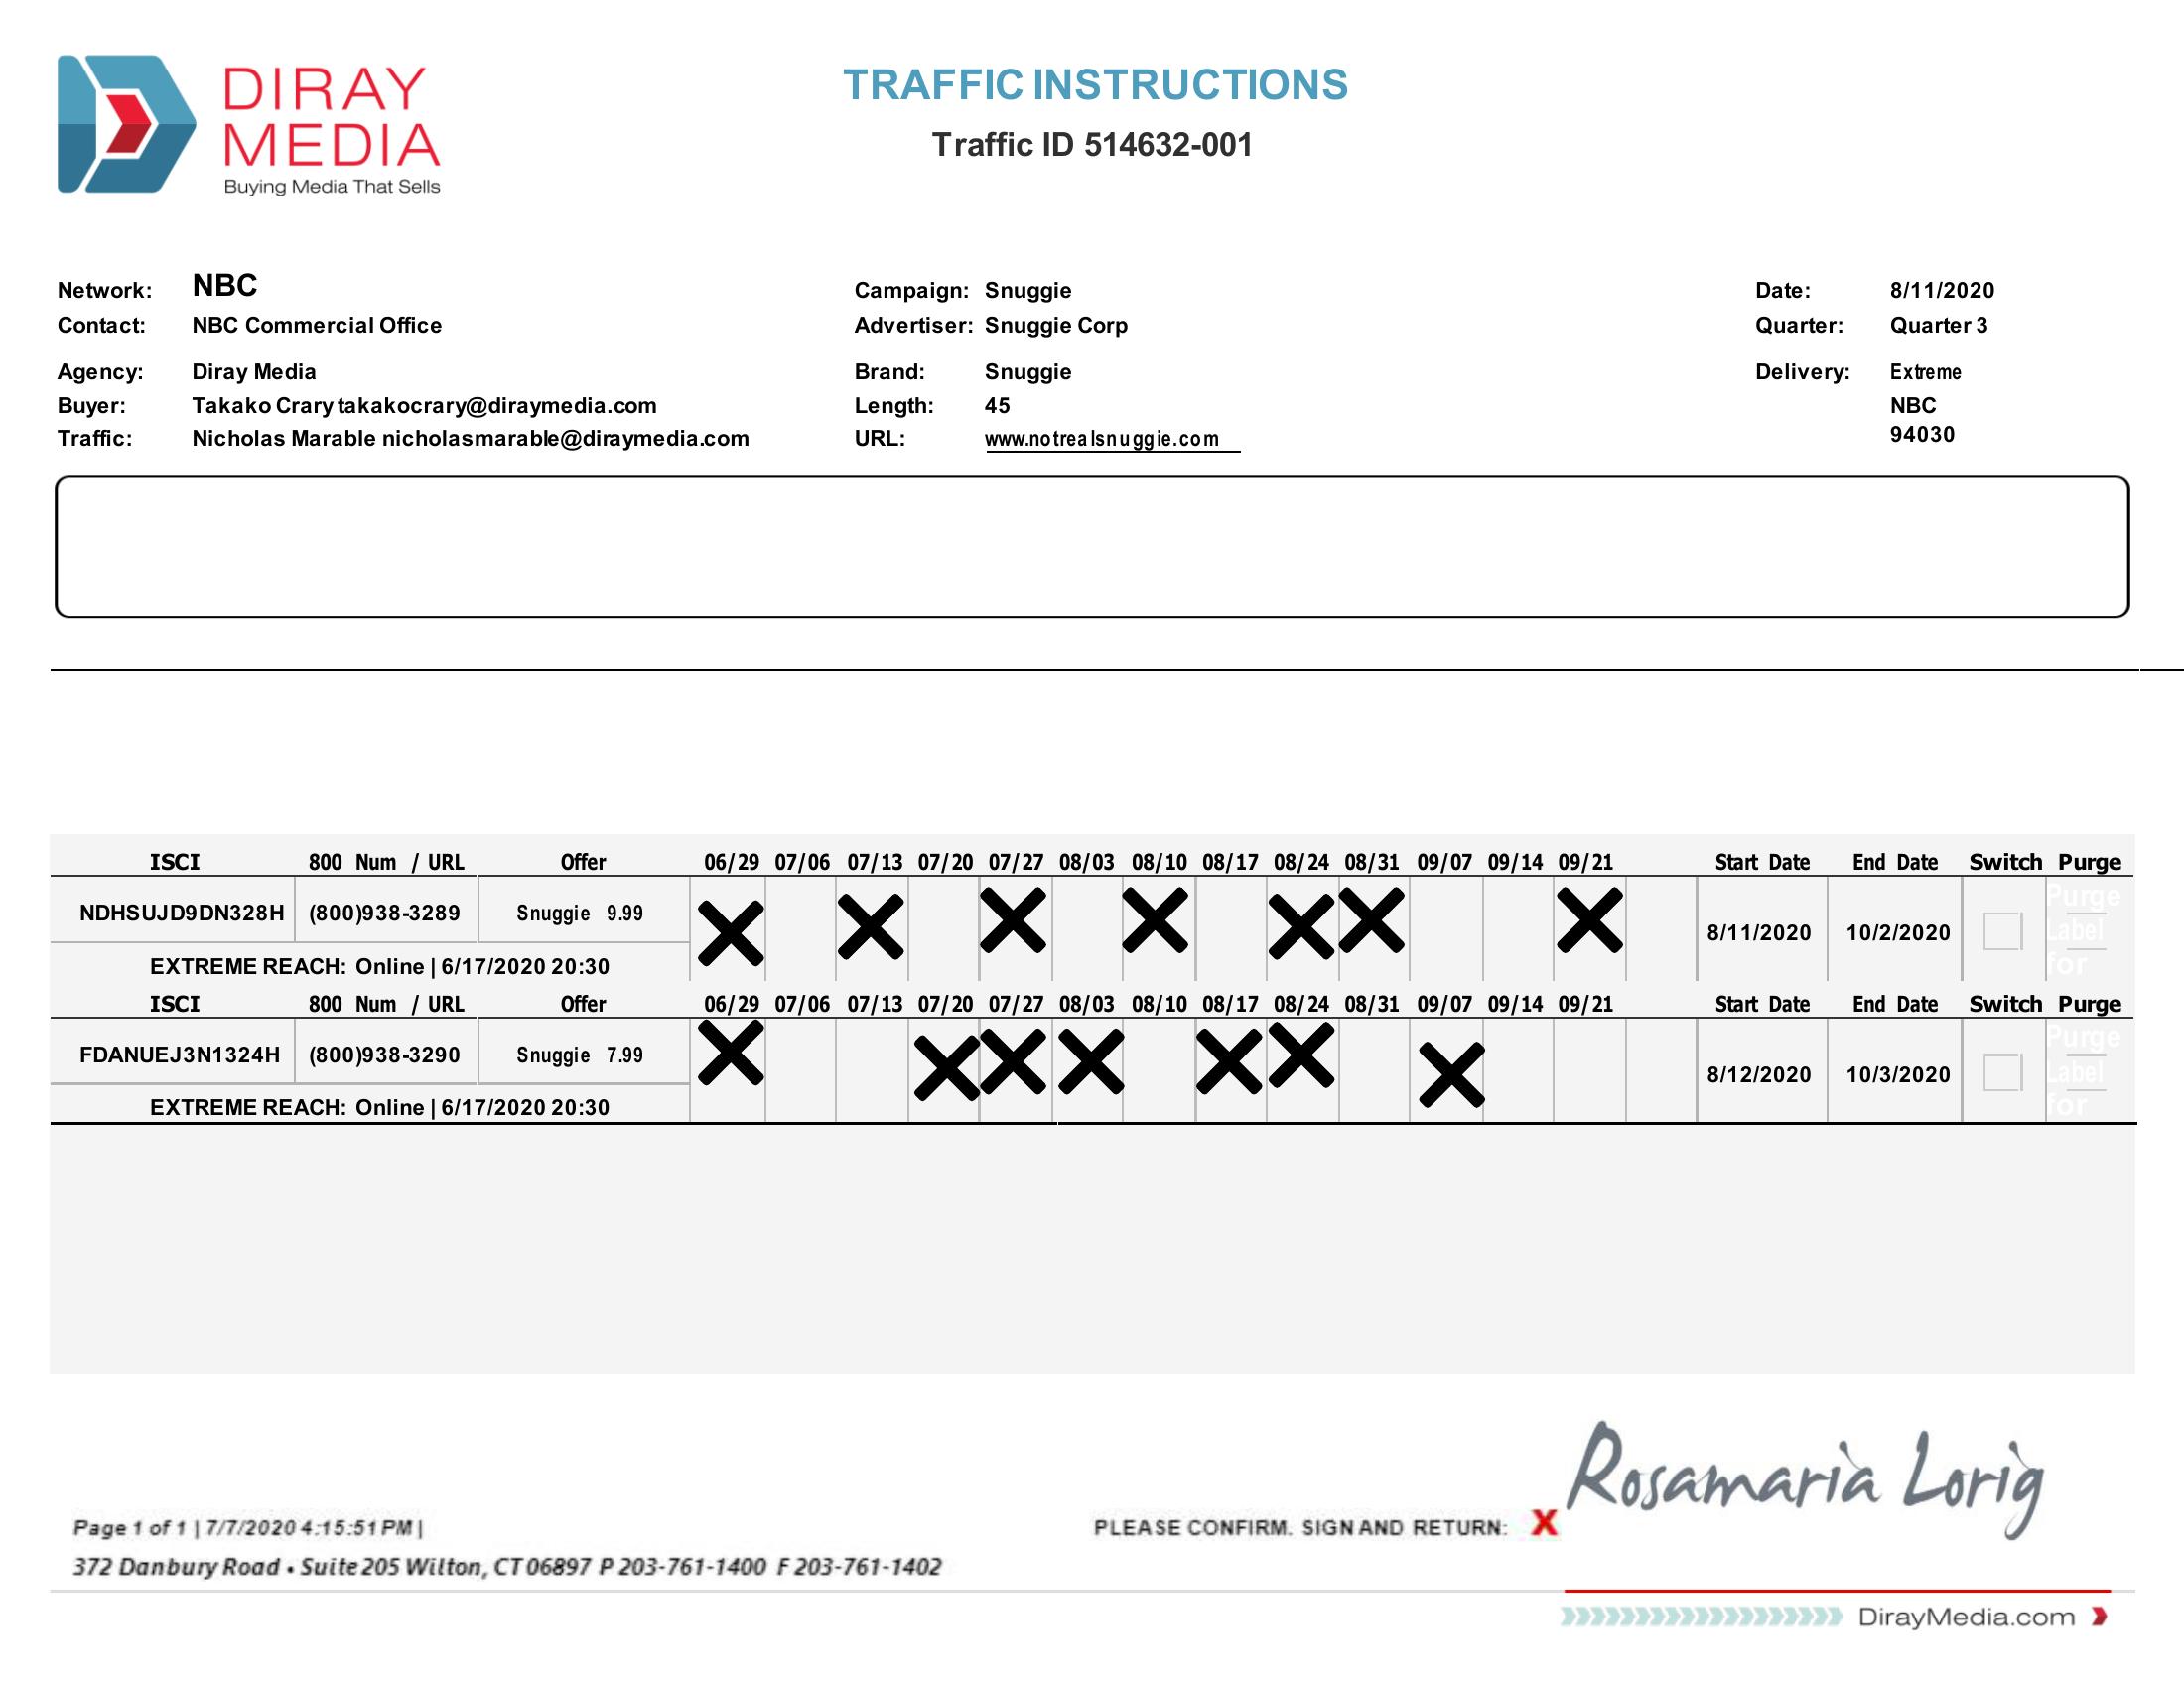 DIRAY
MEDIA
Buying Media That Sells
TRAFFIC INSTRUCTIONS
Traffic ID 514632-001
Network: NBC Campaign: Snuggie Date: 8/11/2020
Contact: NBC Commercial Office Advertiser: Snuggie Corp Quarter: Quarter 3
Agency: Diray Media Brand: Snuggie Delivery: Extreme
Buyer: Takako Crary takakocrary@diraymedia.com Length: 45 NBC
Traffic: Nicholas Marable nicholasmarable@diraymedia.com URL: www.notrealsnuggie.com 94030
ISCI 800 Num / URL Offer 06/29 07/06 07/13 07/20 07/27 08/03 08/10 08/17 08/24 08/31 09/07 09/14 09/21 Start Date End Date Switch Purge
NDHSUJD9DN328H (800)938-3289 Snuggie 9.99 8/11/2020 10/2/2020 Purge Label for
EXTREME REACH: Online | 6/17/2020 20:30
ISCI 800 Num / URL Offer 06/29 07/06 07/13 07/20 07/27 08/03 08/10 08/17 08/24 08/31 09/07 09/14 09/21 Start Date End Date Switch Purge
FDANUEJ3N1324H (800)938-3290 Snuggie 7.99 8/12/2020 10/3/2020 Purge Label for
EXTREME REACH: Online | 6/17/2020 20:30
Rosamaria Lorig
Page 1 of 1 | 7/7/2020 4:15:51 PM | PLEASE CONFIRM. SIGN AND RETURN: X
372 Danbury Road • Suite 205 Wilton, CT 06897 P 203-761-1400 F 203-761-1402
DirayMedia.com